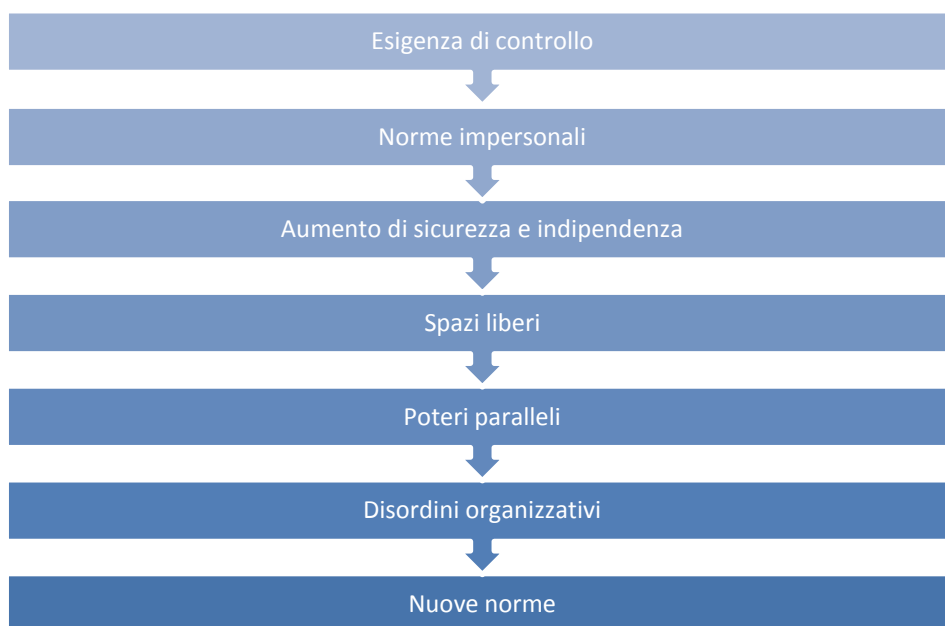 Esigenza di controllo
Norme impersonali
Aumento di sicurezza e indipendenza
Spazi liberi
Poteri paralleli
Disordini organizzativi
Nuove norme